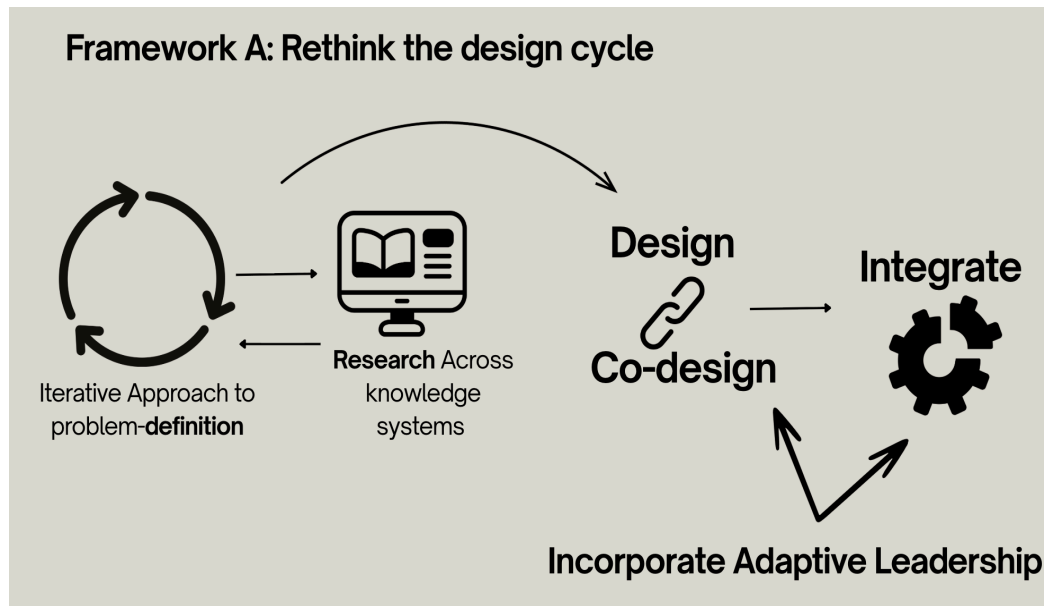 Framework A: Rethink the design cycle
Iterative Approach to
problem-definition
Research Across
knowledge
systems
Design
Co-design
Integrate
Incorporate Adaptive Leadership